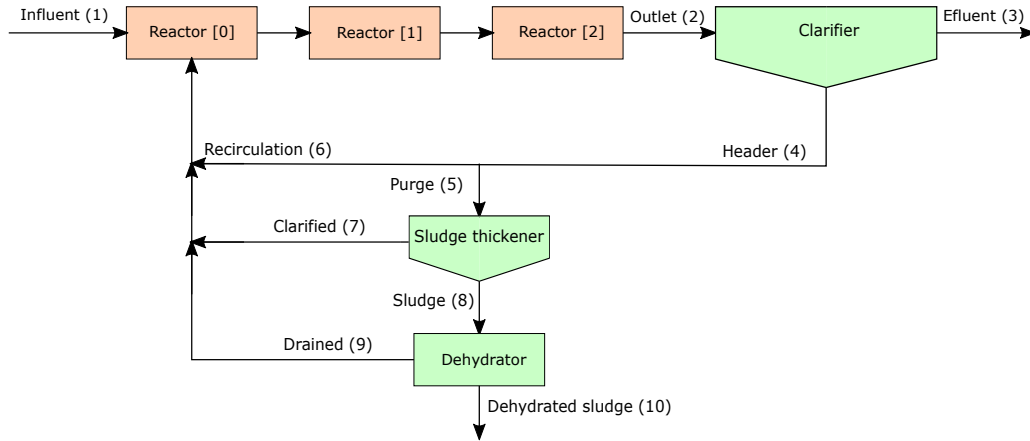 Influent (1)
Reactor [0]
Reactor [1]
Reactor [2]
Outlet (2)
Clarifier
Efluent (3)
Recirculation (6)
Header (4)
Purge (5)
Clarified (7)
Sludge thickener
Sludge (8)
Drained (9)
Dehydrator
Dehydrated sludge (10)